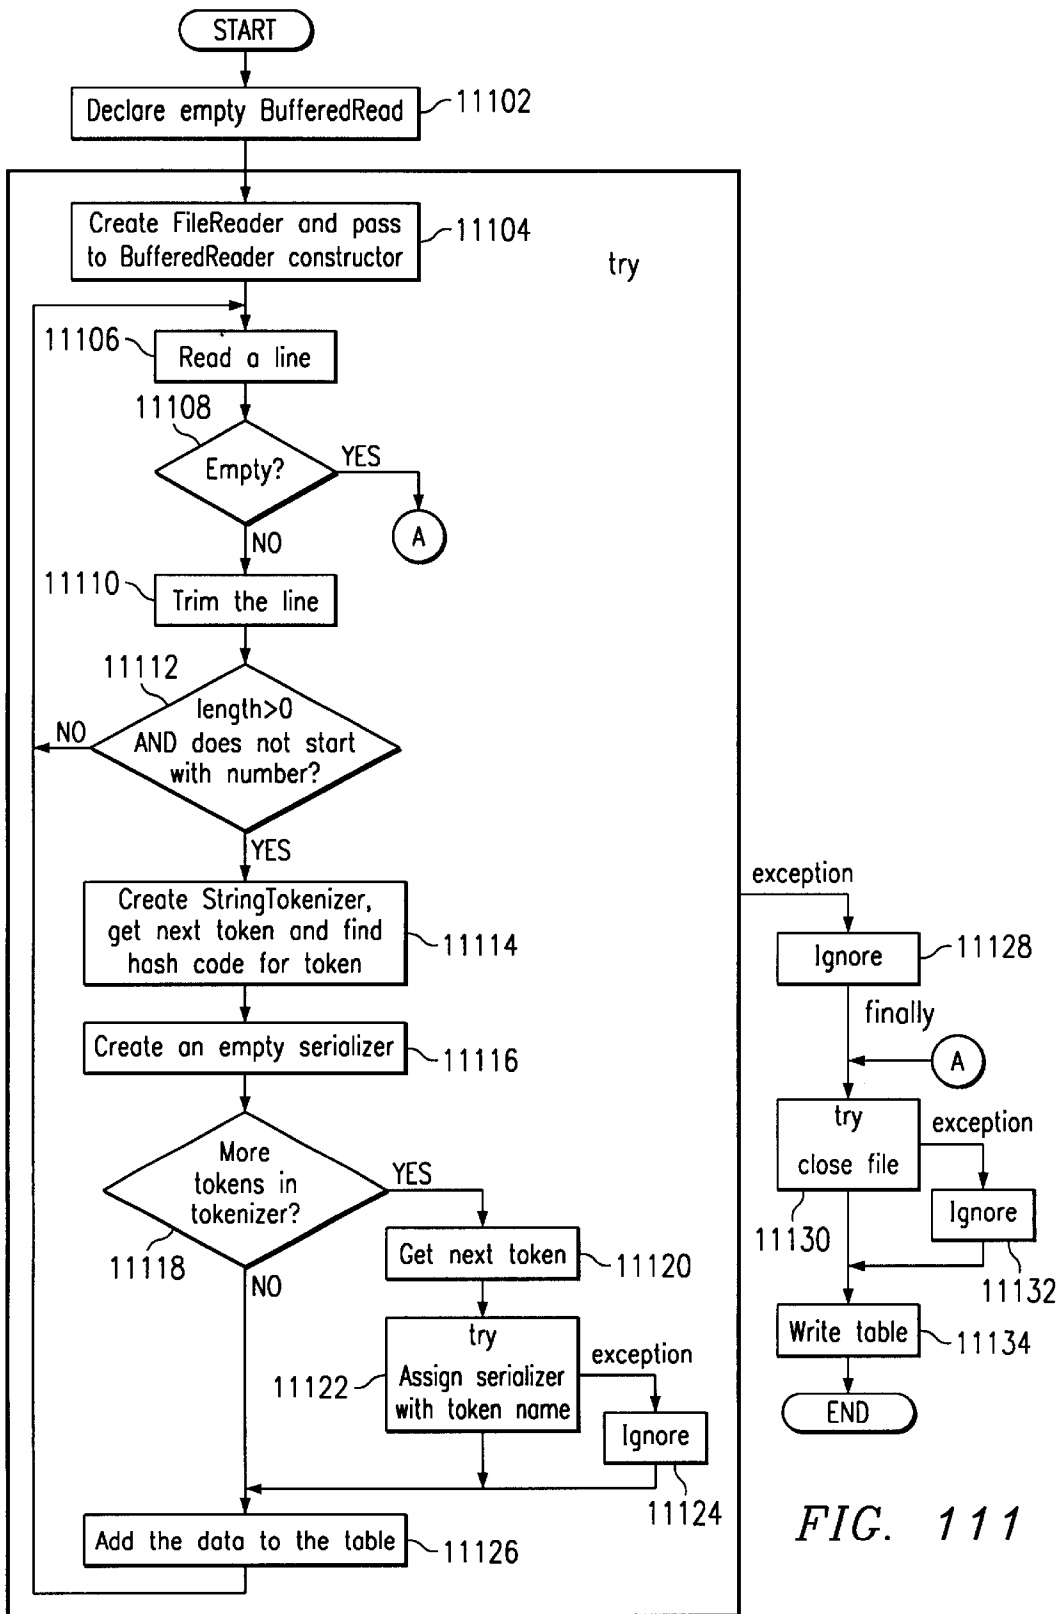 START
Declare empty BufferedRead
11102
Create FileReader and pass
to BufferedReader constructor
11104
try
11106
Read a line
11108
Empty?
YES
A
NO
11110
Trim the line
11112
length>0
AND does not start
with number?
NO
YES
Create StringTokenizer,
get next token and find
hash code for token
11114
Create an empty serializer
11116
More
tokens in
tokenizer?
YES
11118
NO
Get next token
11120
try
Assign serializer
with token name
11122
exception
Ignore
11124
Add the data to the table
11126
exception
Ignore
11128
finally
A
try
close file
exception
11130
Ignore
11132
Write table
11134
END
FIG. 111